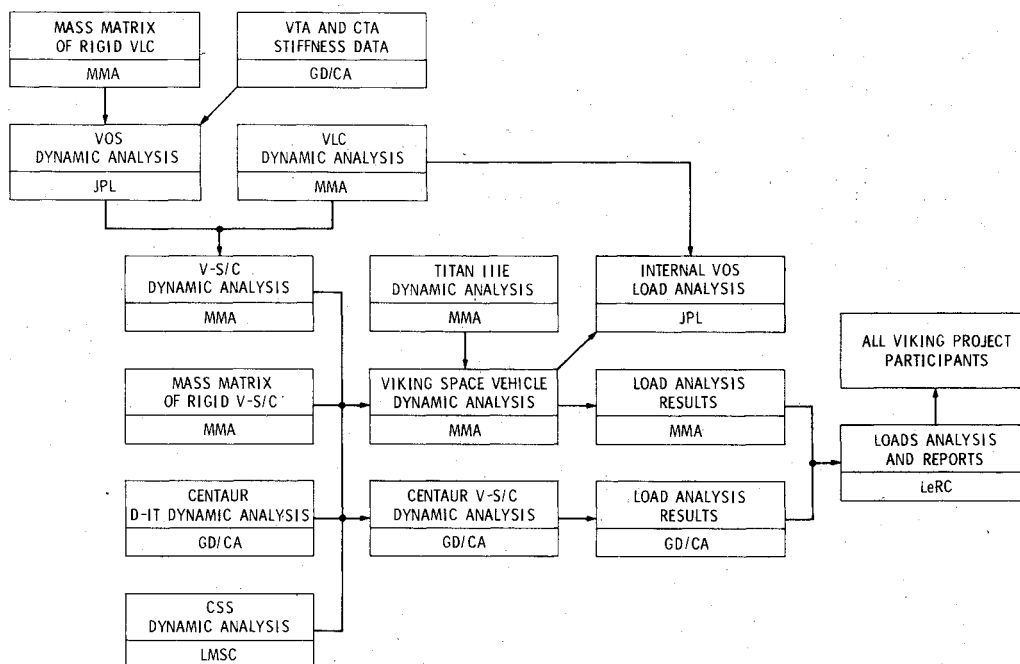 MASS MATRIX
OF RIGID VLC
MMA
VTA AND CTA
STIFFNESS DATA
GD/CA
VOS
DYNAMIC ANALYSIS
JPL
VLC
DYNAMIC ANALYSIS
MMA
V-S/C
DYNAMIC ANALYSIS
MMA
TITAN IIIE
DYNAMIC ANALYSIS
MMA
INTERNAL VOS
LOAD ANALYSIS
JPL
ALL VIKING PROJECT
PARTICIPANTS
MASS MATRIX
OF RIGID V-S/C
MMA
VIKING SPACE VEHICLE
DYNAMIC ANALYSIS
MMA
LOAD ANALYSIS
RESULTS
MMA
LOADS ANALYSIS
AND REPORTS
LeRC
CENTAUR
D-IT DYNAMIC ANALYSIS
GD/CA
CENTAUR V-S/C
DYNAMIC ANALYSIS
GD/CA
LOAD ANALYSIS
RESULTS
GD/CA
CSS
DYNAMIC ANALYSIS
LMSC